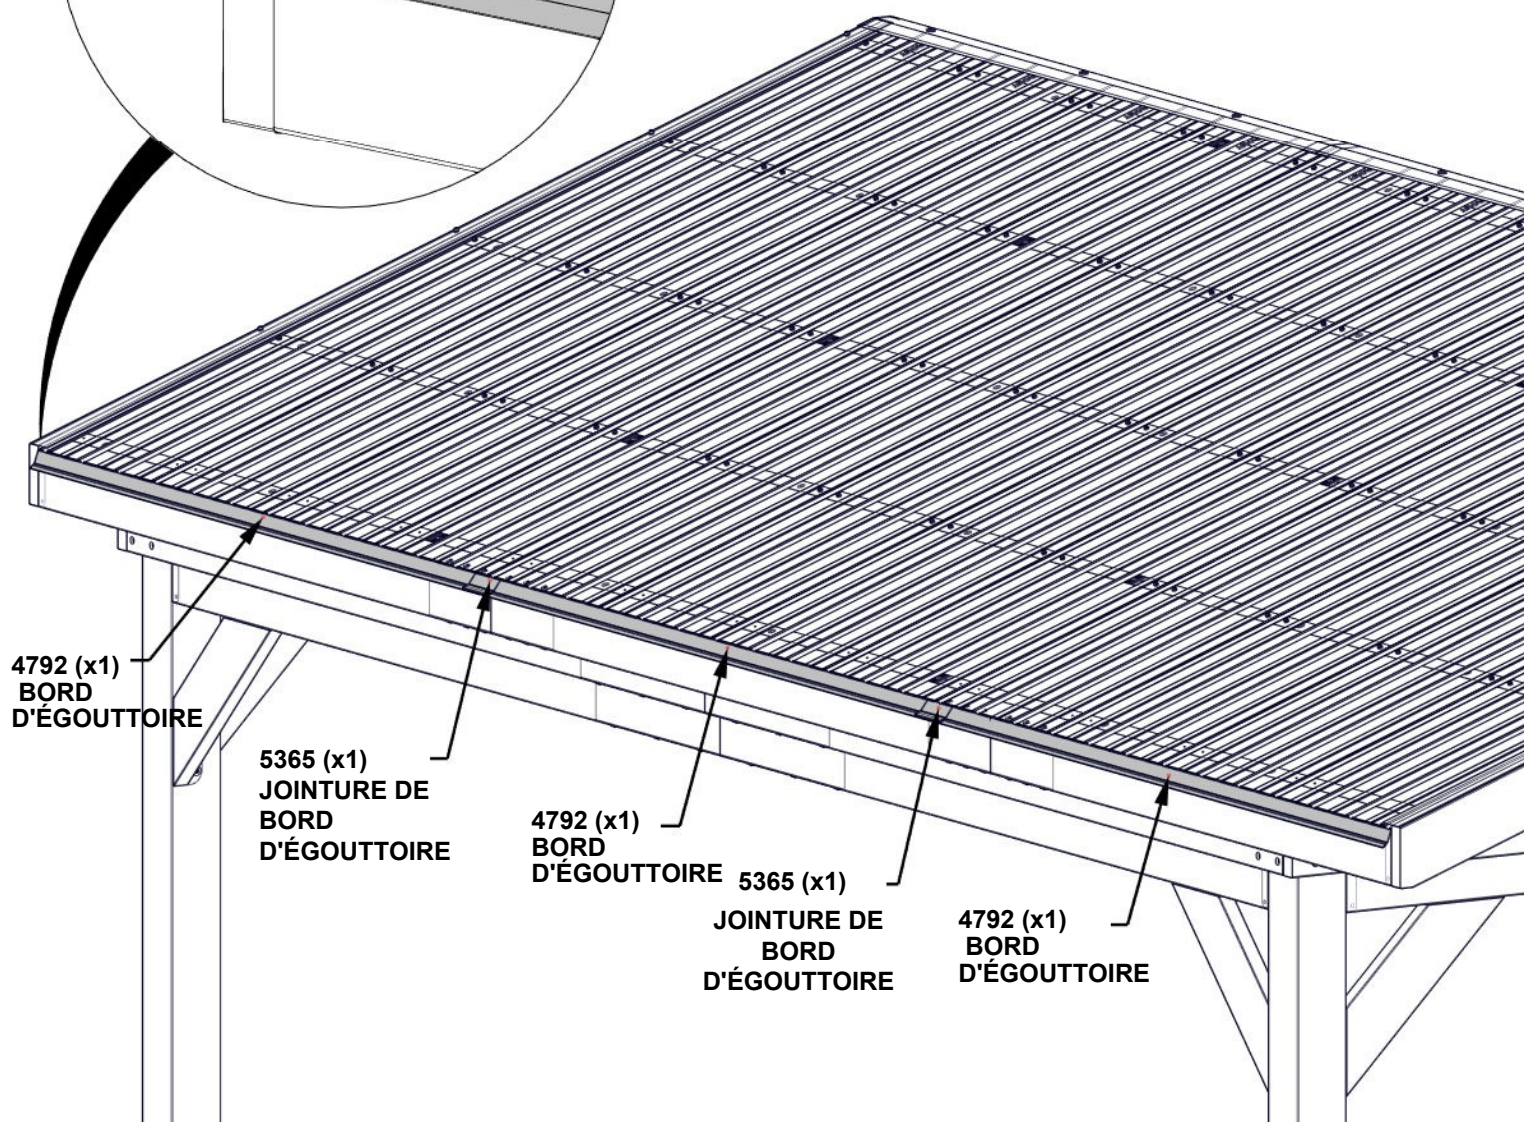 4792 (x1)
BORD
D'ÉGOUTTOIRE
5365 (x1)
JOINTURE DE
BORD
D'ÉGOUTTOIRE
4792 (x1)
BORD
D'ÉGOUTTOIRE
5365 (x1)
JOINTURE DE
BORD
D'ÉGOUTTOIRE
4792 (x1)
BORD
D'ÉGOUTTOIRE